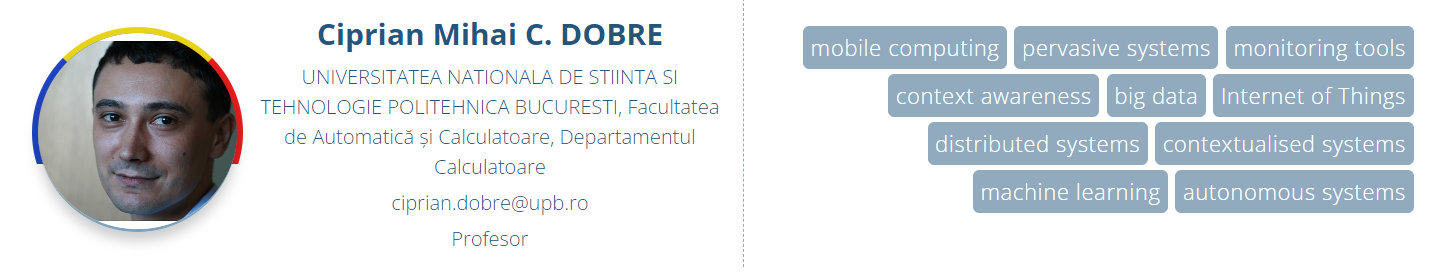 Ciprian Mihai C. DOBRE
UNIVERSITATEA NATIONALA DE STIINTA SI
TEHNOLOGIE POLITEHNICA BUCURESTI, Facultatea
de Automatică și Calculatoare, Departamentul
Calculatoare
ciprian.dobre@upb.ro
Profesor
mobile computing pervasive systems monitoring tools
context awareness big data Internet of Things
distributed systems contextualised systems
machine learning autonomous systems